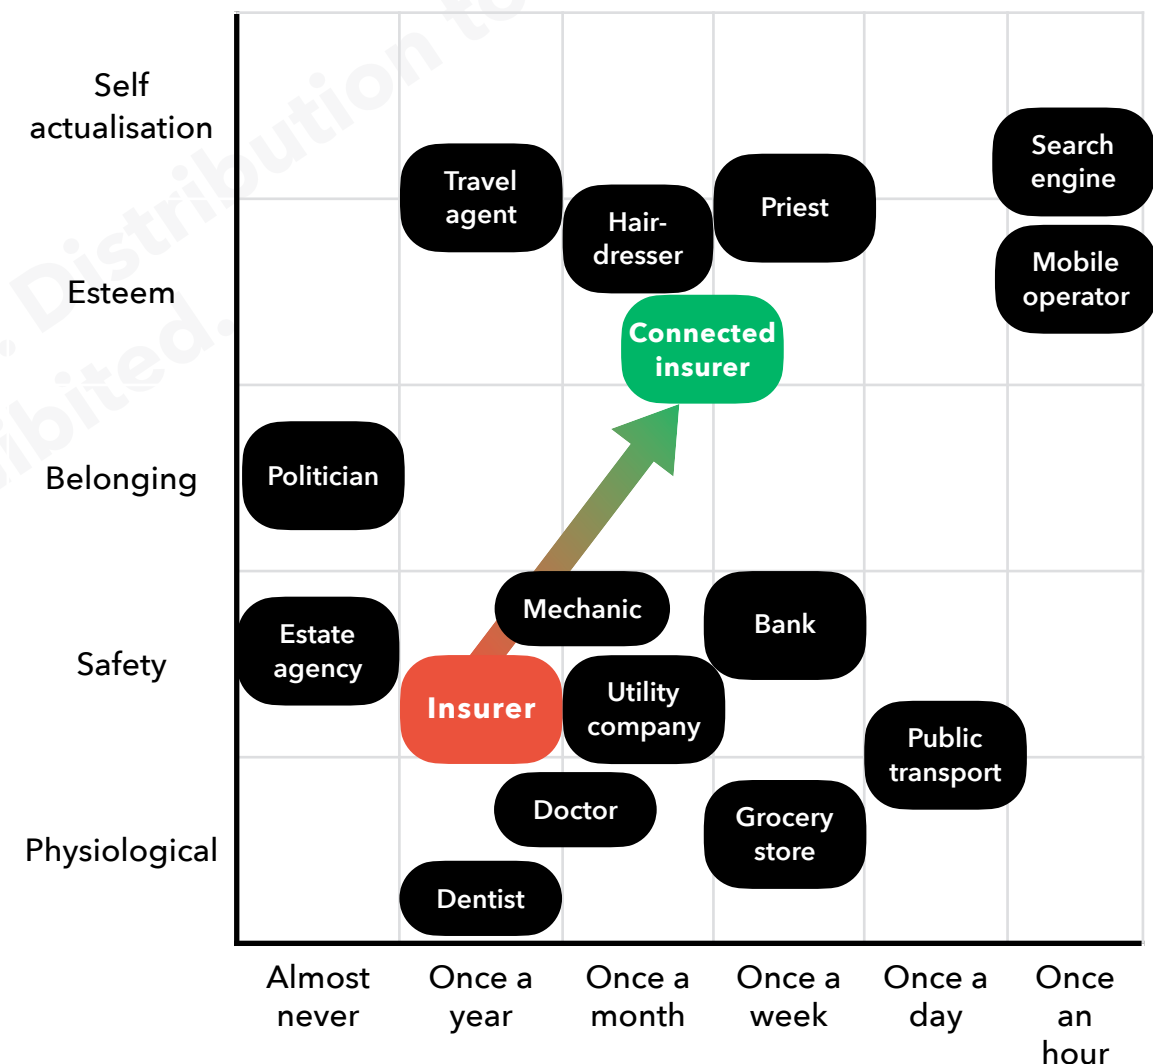 Self
actualisation
Esteem
Belonging
Safety
Physiological
Travel
agent
Hair-
dresser
Priest
Search
engine
Mobile
operator
Connected
insurer
Politician
Mechanic
Bank
Estate
agency
Insurer
Utility
company
Public
transport
Doctor
Grocery
store
Dentist
Almost
never
Once a
year
Once a
month
Once a
week
Once a
day
Once
an
hour
Distribution to